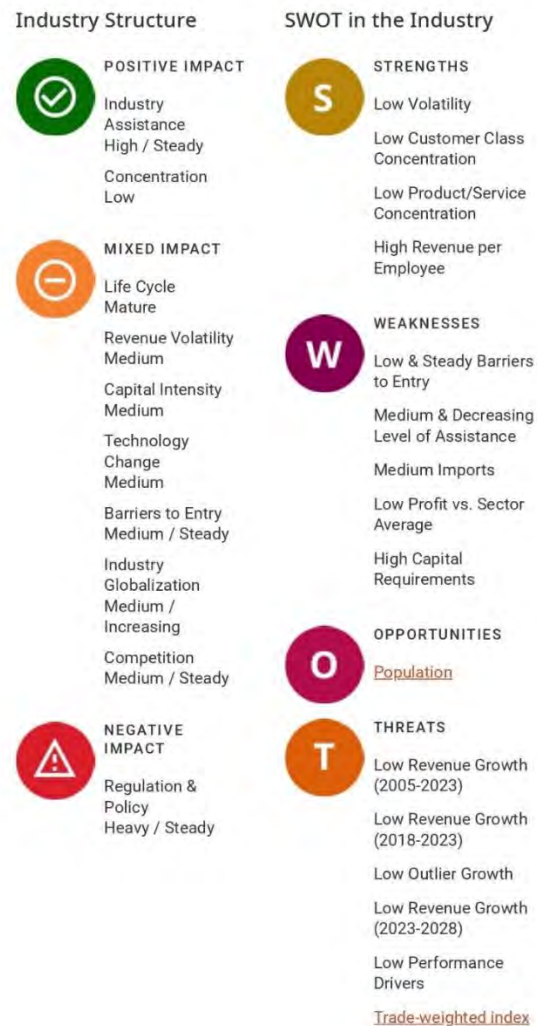 Industry Structure
POSITIVE IMPACT
Industry
Assistance
High / Steady
Concentration
Low
MIXED IMPACT
Life Cycle
Mature
Revenue Volatility
Medium
Capital Intensity
Medium
Technology
Change
Medium
Barriers to Entry
Medium / Steady
Industry
Globalization
Medium /
Increasing
Competition
Medium / Steady
NEGATIVE
IMPACT
Regulation &
Policy
Heavy / Steady
SWOT in the Industry
S
STRENGTHS
Low Volatility
Low Customer Class
Concentration
Low Product/Service
Concentration
High Revenue per
Employee
W
WEAKNESSES
Low & Steady Barriers
to Entry
Medium & Decreasing
Level of Assistance
Medium Imports
Low Profit vs. Sector
Average
High Capital
Requirements
O
OPPORTUNITIES
Population
T
THREATS
Low Revenue Growth
(2005-2023)
Low Revenue Growth
(2018-2023)
Low Outlier Growth
Low Revenue Growth
(2023-2028)
Low Performance
Drivers
Trade-weighted index